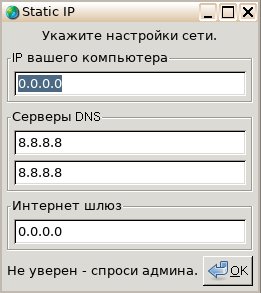 Static IP
Укажите настройки сети.
IP вашего компьютера
0.0.0.0
Серверы DNS
8.8.8.8
8.8.8.8
Интернет шлюз
0.0.0.0
Не уверен - спроси админа.
OK